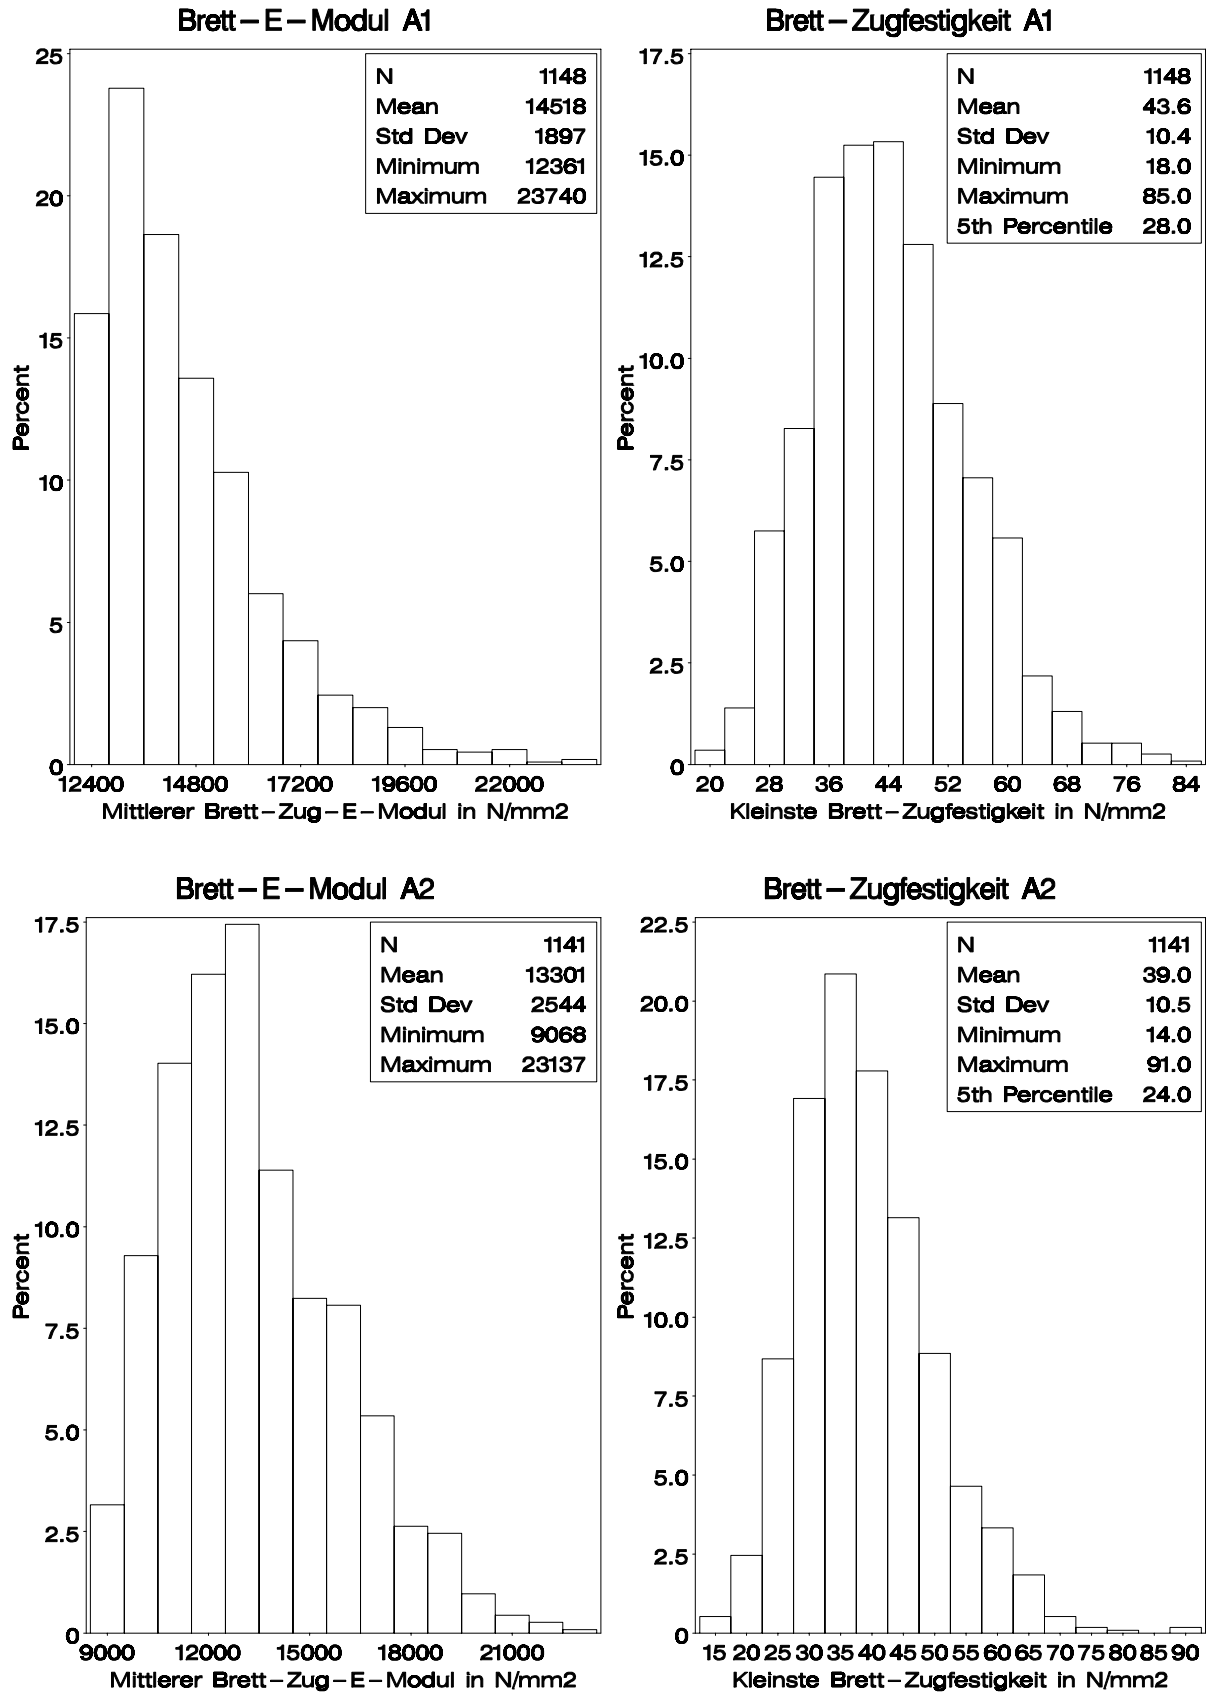 Brett-E-Modul A1
25
20
15
10
5
0
Percent
N 1148
Mean 14518
Std Dev 1897
Minimum 12361
Maximum 23740
12400 14800 17200 19600 22000
Mittlerer Brett-Zug-E-Modul in N/mm2
Brett-Zugfestigkeit A1
17.5
15.0
12.5
10.0
7.5
5.0
2.5
0
Percent
N 1148
Mean 43.6
Std Dev 10.4
Minimum 18.0
Maximum 85.0
5th Percentile 28.0
20 28 36 44 52 60 68 76 84
Kleinste Brett-Zugfestigkeit in N/mm2
Brett-E-Modul A2
17.5
15.0
12.5
10.0
7.5
5.0
2.5
0
Percent
N 1141
Mean 13301
Std Dev 2544
Minimum 9068
Maximum 23137
9000 12000 15000 18000 21000
Mittlerer Brett-Zug-E-Modul in N/mm2
Brett-Zugfestigkeit A2
22.5
20.0
17.5
15.0
12.5
10.0
7.5
5.0
2.5
0
Percent
N 1141
Mean 39.0
Std Dev 10.5
Minimum 14.0
Maximum 91.0
5th Percentile 24.0
15 20 25 30 35 40 45 50 55 60 65 70 75 80 85 90
Kleinste Brett-Zugfestigkeit in N/mm2